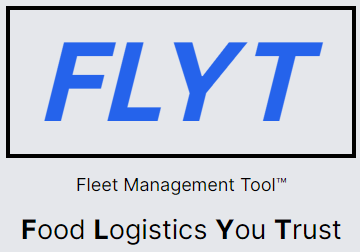 FLYT
Fleet Management Tool™
Food Logistics You Trust